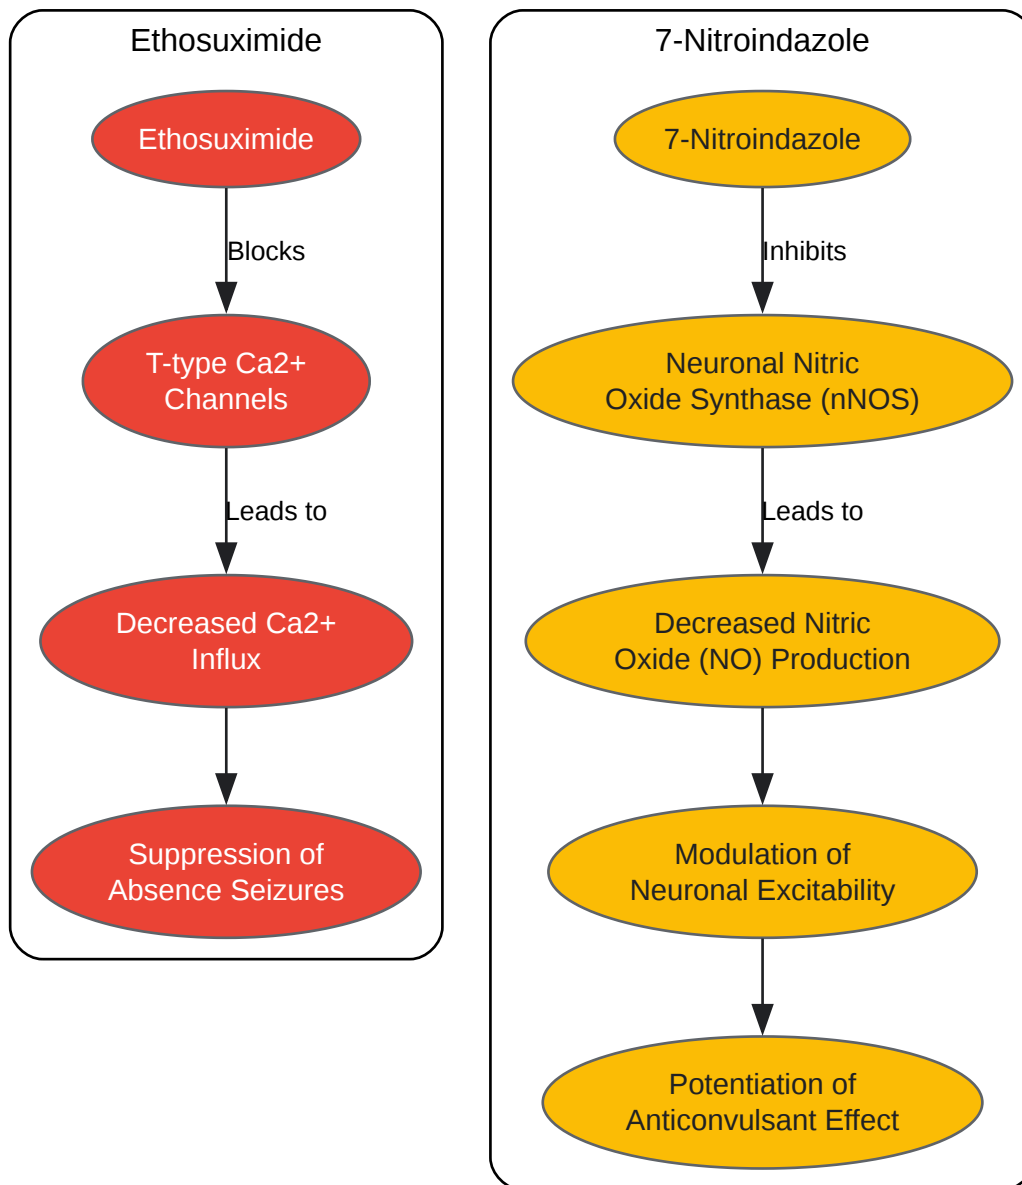 Ethosuximide
Ethosuximide
Blocks
T-type Ca2+
Channels
Leads to
Decreased Ca2+
Influx
Suppression of
Absence Seizures
7-Nitroindazole
7-Nitroindazole
Inhibits
Neuronal Nitric
Oxide Synthase (nNOS)
Leads to
Decreased Nitric
Oxide (NO) Production
Modulation of
Neuronal Excitability
Potentiation of
Anticonvulsant Effect